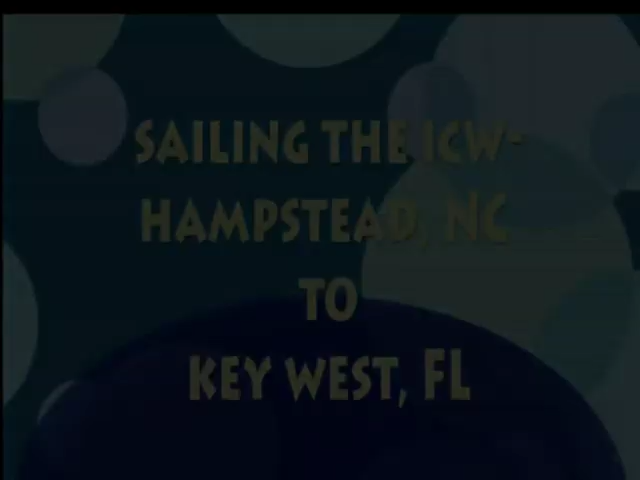 SAILING THE ICW-
HAMPSTEAD, NC
TO
KEY WEST, FL